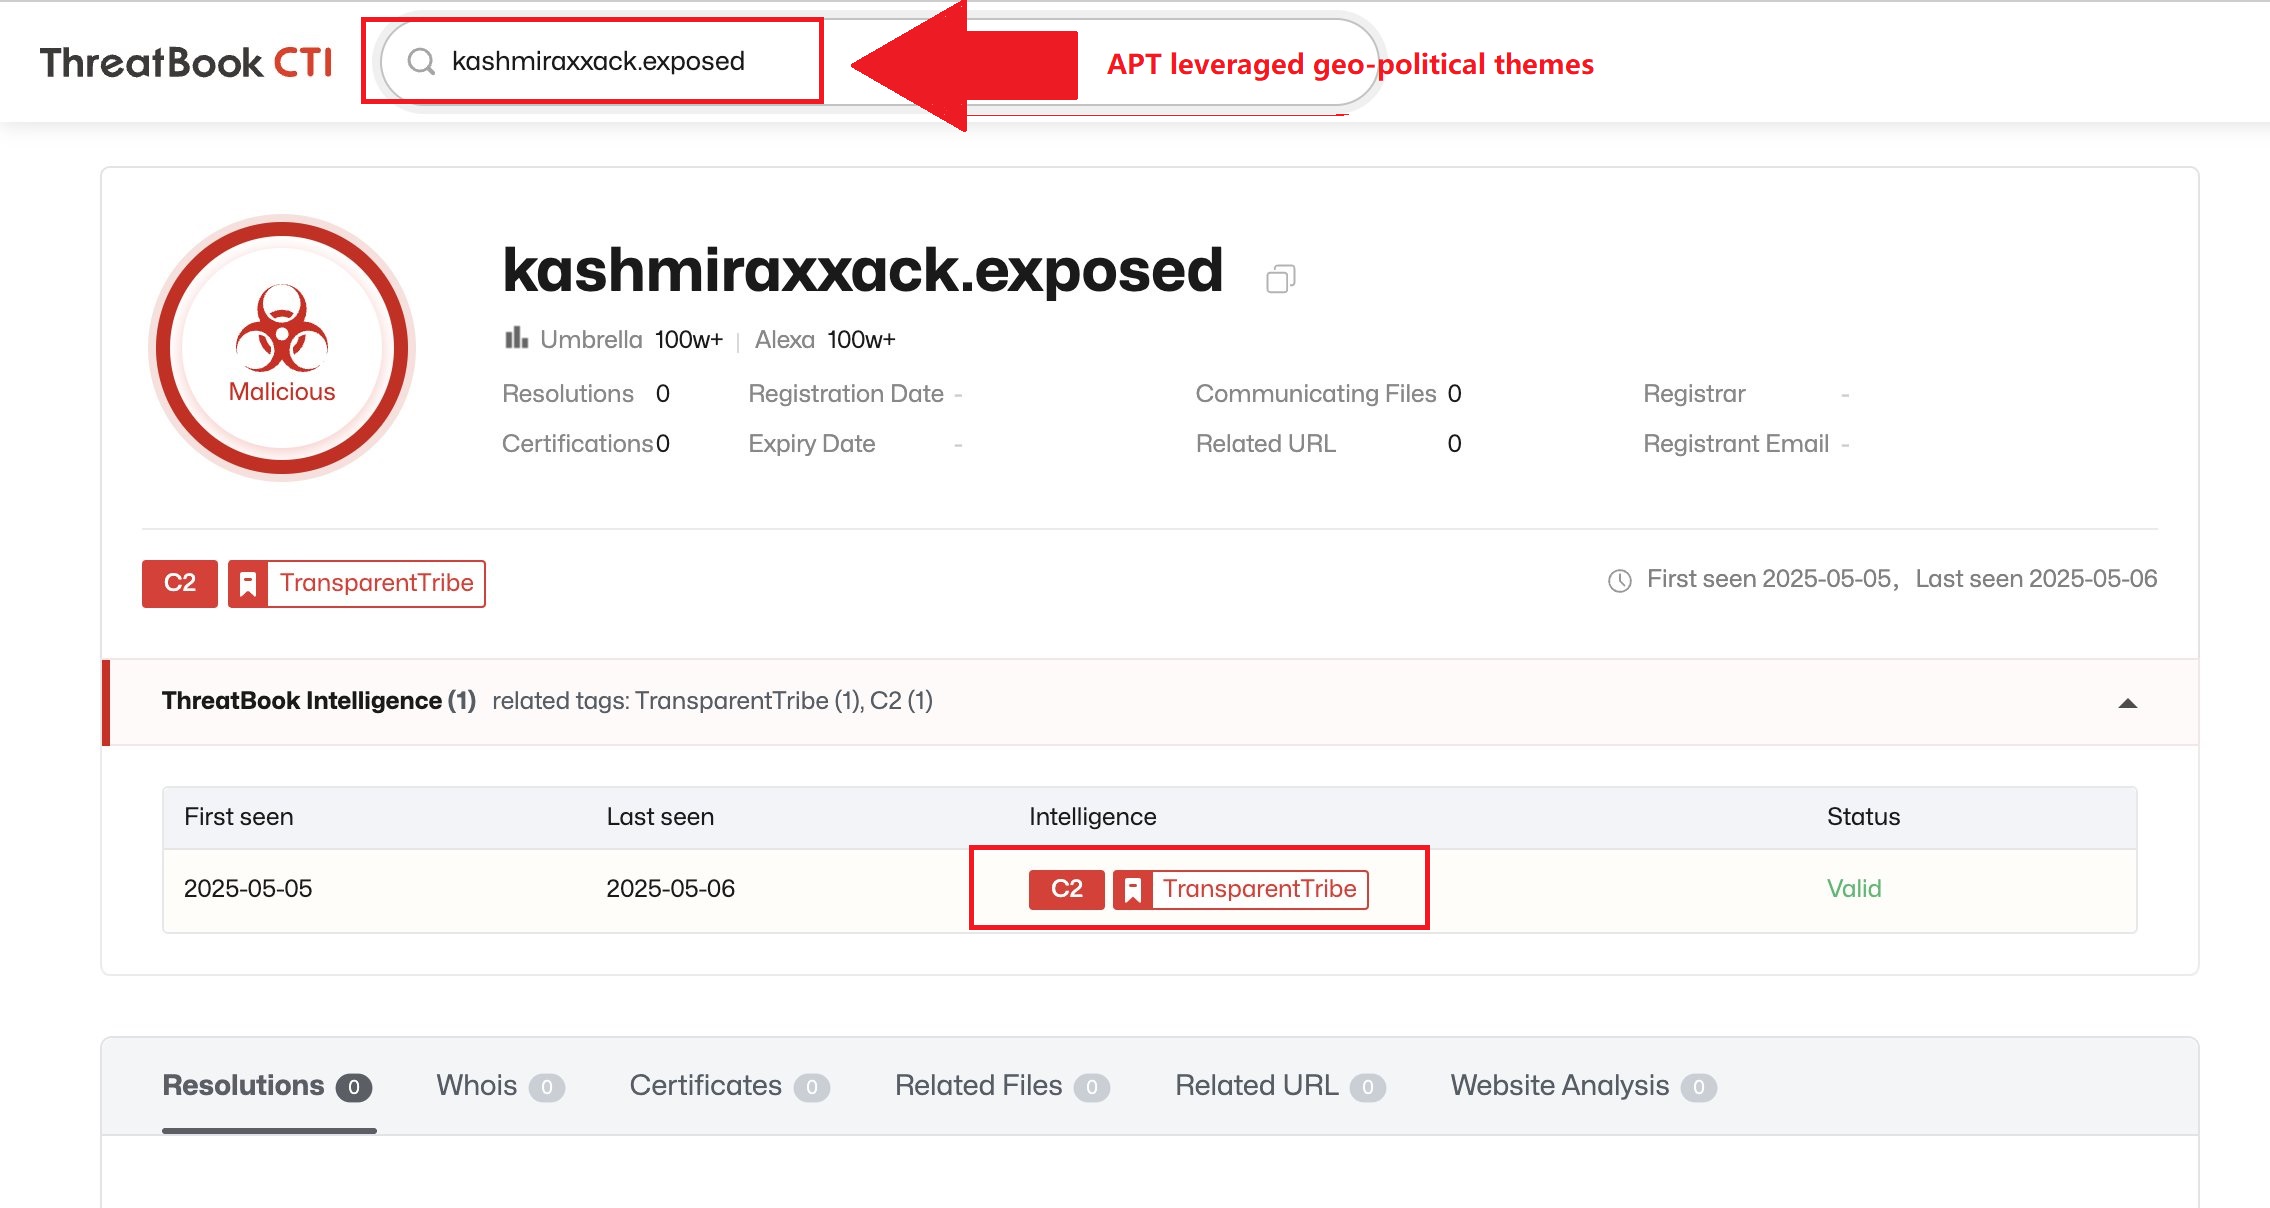 ThreatBook CTI
kashmiraxxack.exposed
APT leveraged geo-political themes
Malicious
kashmiraxxack.exposed
Umbrella 100w+ | Alexa 100w+
Resolutions 0 Registration Date - Communicating Files 0 Registrar -
Certifications 0 Expiry Date - Related URL 0 Registrant Email -
C2 TransparentTribe
First seen 2025-05-05, Last seen 2025-05-06
ThreatBook Intelligence (1) related tags: TransparentTribe (1), C2 (1)
First seen Last seen Intelligence Status
2025-05-05 2025-05-06 C2 TransparentTribe Valid
Resolutions 0 Whois 0 Certificates 0 Related Files 0 Related URL 0 Website Analysis 0